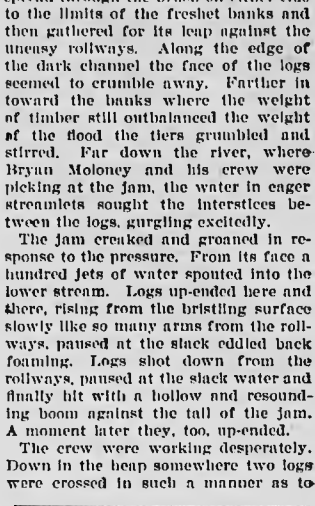 to the limits of the freshet banks and
then gathered for its leap against the
uneasy rollways. Along the edge of
the dark channel the face of the logs
seemed to crumble away. Farther in
toward the banks where the weight
of timber still outbalanced the weight
of the flood the tiers grumbled and
stirred. Far down the river, where
Bryan Moloney and his crew were
picking at the jam, the water in eager
streamlets sought the interstices be-
tween the logs, gurgling excitedly.
The jam creaked and groaned in re-
sponse to the pressure. From its face a
hundred jets of water spouted into the
lower stream. Logs up-ended here and
there, rising from the bristling surface
slowly like so many arms from the roll-
ways, paused at the slack eddied back
foaming. Logs shot down from the
rollways, paused at the slack water and
finally hit with a hollow and resound-
ing boom against the tail of the jam.
A moment later they, too, up-ended.
The crew were working desperately.
Down in the heap somewhere two logs
were crossed in such a manner as to